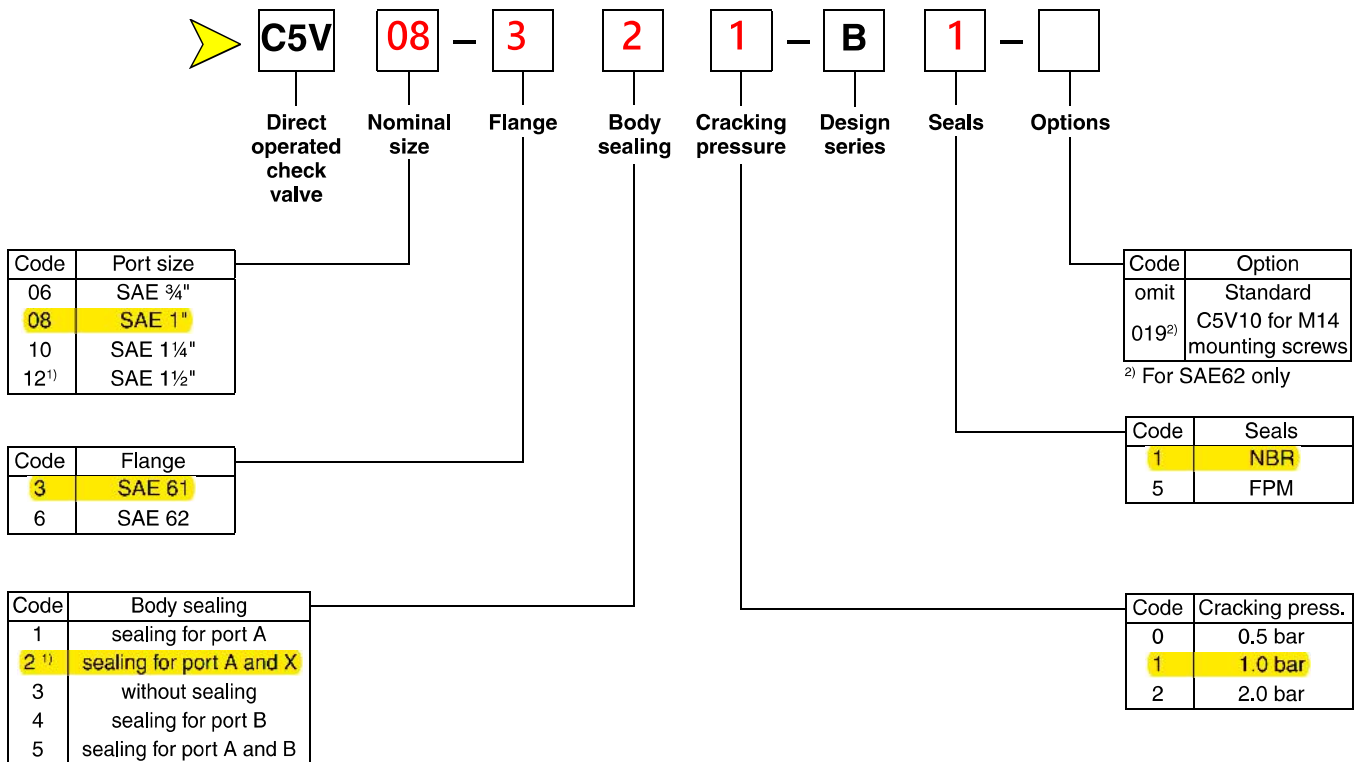 C5V 08 – 3 2 1 – B 1 –
Direct operated check valve
Nominal size
Flange
Body sealing
Cracking pressure
Design series
Seals
Options
Code Port size
06 SAE ¾"
08 SAE 1"
10 SAE 1¼"
12¹⁾ SAE 1½"
Code Flange
3 SAE 61
6 SAE 62
Code Body sealing
1 sealing for port A
2 ¹⁾ sealing for port A and X
3 without sealing
4 sealing for port B
5 sealing for port A and B
Code Option
omit Standard
019²⁾ C5V10 for M14 mounting screws
²⁾ For SAE62 only
Code Seals
1 NBR
5 FPM
Code Cracking press.
0 0.5 bar
1 1.0 bar
2 2.0 bar